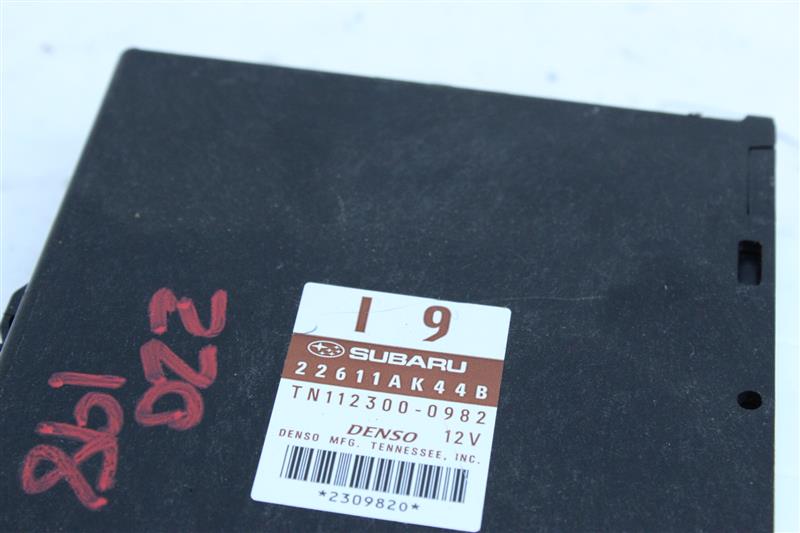 I 9
SUBARU
22611AK44B
TN112300-0982
DENSO 12V
DENSO MFG. TENNESSEE, INC.
*2309820*